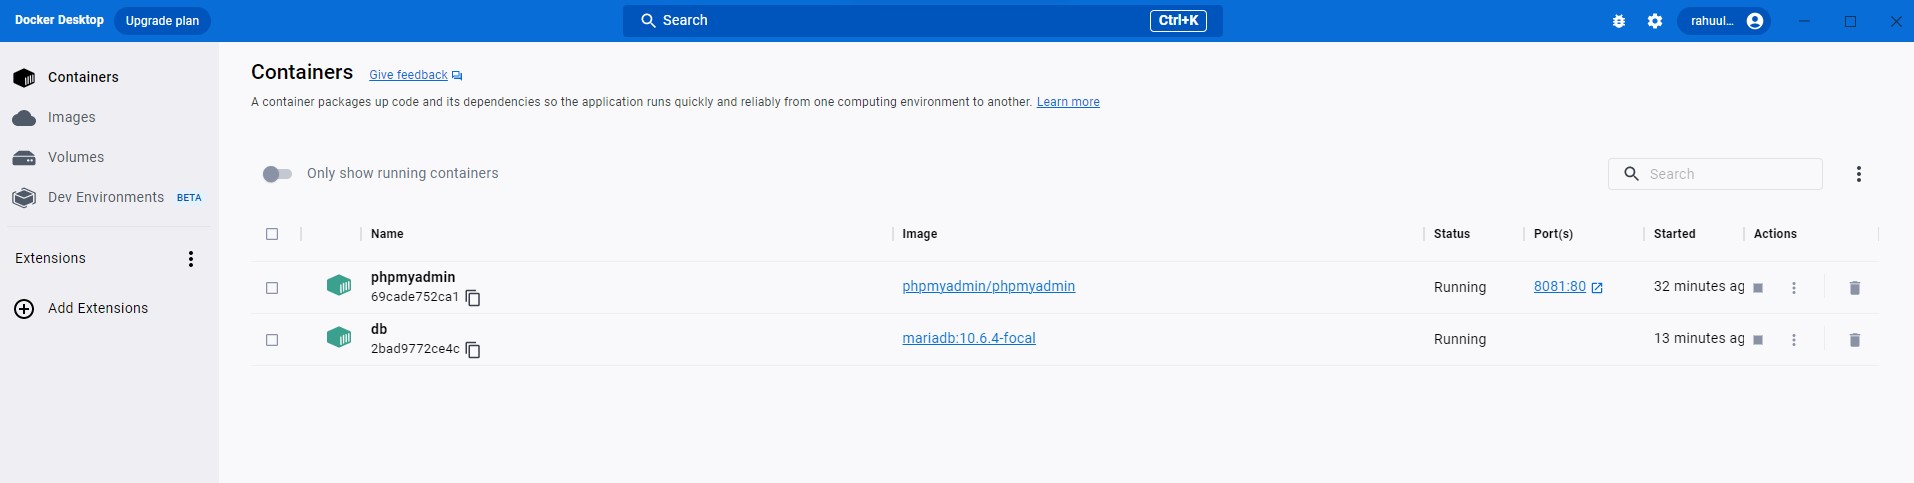 Docker Desktop Upgrade plan Search Ctrl+K rahuul...
Containers
Images
Volumes
Dev Environments BETA
Extensions
Add Extensions
Containers Give feedback
A container packages up code and its dependencies so the application runs quickly and reliably from one computing environment to another. Learn more
Only show running containers
Search
Name Image Status Port(s) Started Actions
phpmyadmin
69cade752ca1
phpmyadmin/phpmyadmin Running 8081:80 32 minutes ag
db
2bad9772ce4c
mariadb:10.6.4-focal Running 13 minutes ag